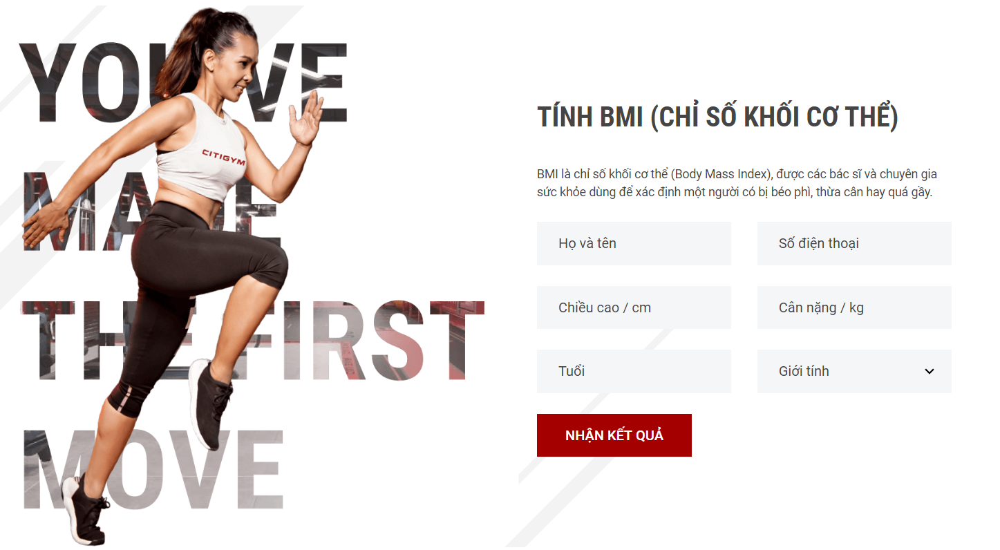 YOU'VE
MADE
THE FIRST
MOVE
CITIGYM
TÍNH BMI (CHỈ SỐ KHỐI CƠ THỂ)
BMI là chỉ số khối cơ thể (Body Mass Index), được các bác sĩ và chuyên gia
sức khỏe dùng để xác định một người có bị béo phì, thừa cân hay quá gầy.
Họ và tên
Số điện thoại
Chiều cao / cm
Cân nặng / kg
Tuổi
Giới tính
NHẬN KẾT QUẢ